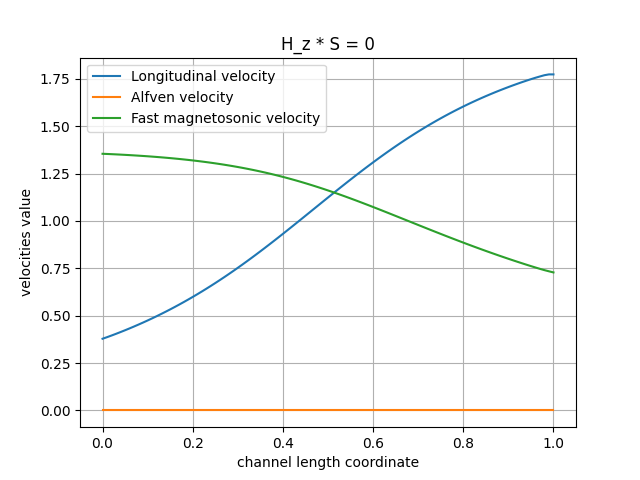 H_z * S = 0
Longitudinal velocity
Alfven velocity
Fast magnetosonic velocity
velocities value
1.75
1.50
1.25
1.00
0.75
0.50
0.25
0.00
0.0 0.2 0.4 0.6 0.8 1.0
channel length coordinate